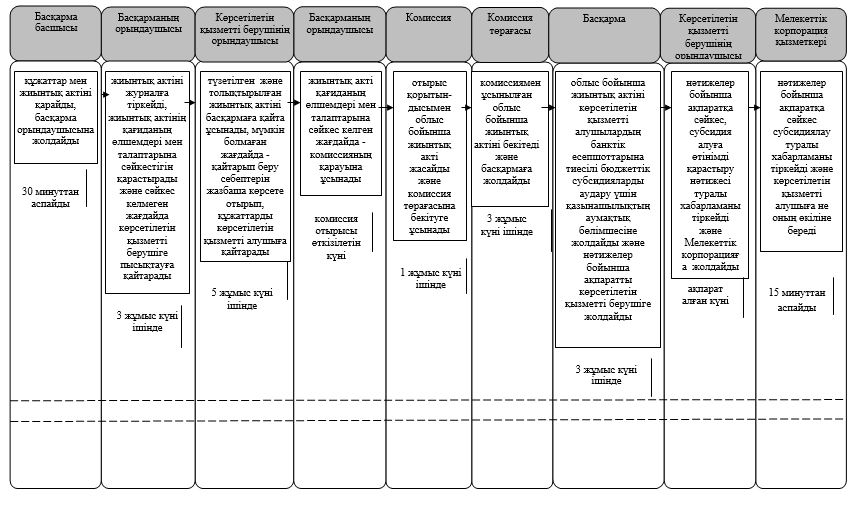 Басқарма
басшысы
Басқарманың
орындаушысы
Көрсетілетін
қызметті берушінің
орындаушысы
Басқарманың
орындаушысы
Комиссия
Комиссия
төрағасы
Басқарма
Көрсетілетін
қызметті
берушінің
орындаушысы
Мелекеттік
корпорация
қызметкері
құжаттар мен
жиынтық актіні
қарайды,
басқарма
орындаушысына
жолдайды
30 минуттан
аспайды
жиынтық актіні
журналға
тіркейді,
жиынтық актінің
қағиданың
өлшемдері мен
талаптарына
сәйкестігін
қарастырады
және сәйкес
келмеген
жағдайда
көрсетілетін
қызметті
берушіге
пысықтауға
қайтарады
3 жұмыс күні
ішінде
түзетілген және
толықтырылған
жиынтық актіні
басқармаға қайта
ұсынады, мүмкін
болмаған
жағдайда -
қайтарып беру
себептерін
жазбаша көрсете
отырып,
құжаттарды
көрсетілетін
қызметті алушыға
қайтарады
5 жұмыс күні
ішінде
жиынтық акті
қағиданың
өлшемдері мен
талаптарына
сәйкес келген
жағдайда -
комиссияның
қарауына
ұсынады
комиссия
отырысы
өткізілетін
күні
отырыс
қорытын-
дысымен
облыс
бойынша
жиынтық
акті
жасайды
және
комиссия
төрағасына
бекітуге
ұсынады
1 жұмыс күні
ішінде
комиссиямен
ұсынылған
облыс
бойынша
жиынтық
актіні бекітеді
және
басқармаға
жолдайды
3 жұмыс
күні ішінде
облыс бойынша
жиынтық актіні
көрсетілетін
қызметті
алушылардың
банктік
есепшоттарына
тиесілі бюджеттік
субсидияларды
аудару үшін
қазынашылықтың
аумақтық
бөлімшесіне
жолдайды және
нәтижелер
бойынша
ақпаратты
көрсетілетін
қызметті берушіге
жолдайды
3 жұмыс күні
ішінде
нәтижелер
бойынша
ақпаратқа
сәйкес,
субсидия
алуға
өтінімді
қарастыру
нәтижесі
туралы
хабарламаны
тіркейді
және
Мелекеттік
корпорацияғ
а жолдайды
ақпарат
алған күні
нәтижелер
бойынша
ақпаратқа
сәйкес
субсидиялау
туралы
хабарламаны
тіркейді және
көрсетілетін
қызметті
алушыға не
оның өкіліне
береді
15 минуттан
аспайды